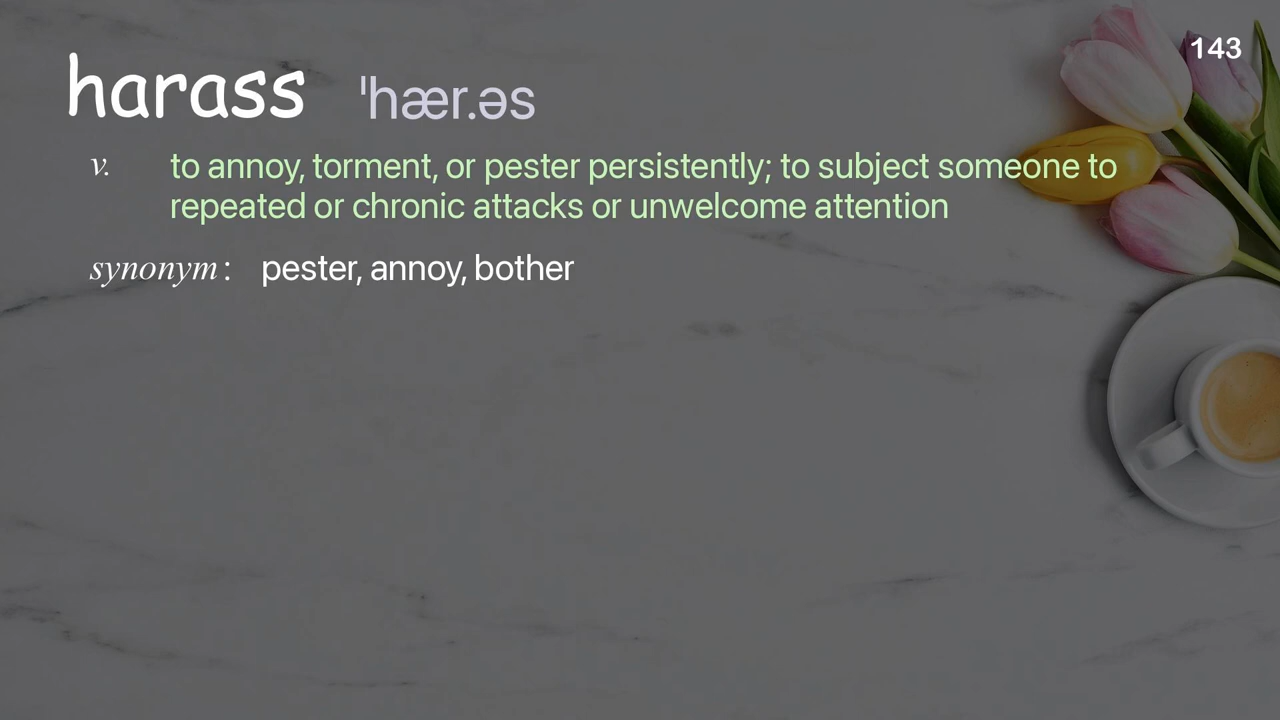 143
harass ˈhær.əs
v. to annoy, torment, or pester persistently; to subject someone to
repeated or chronic attacks or unwelcome attention
synonym: pester, annoy, bother